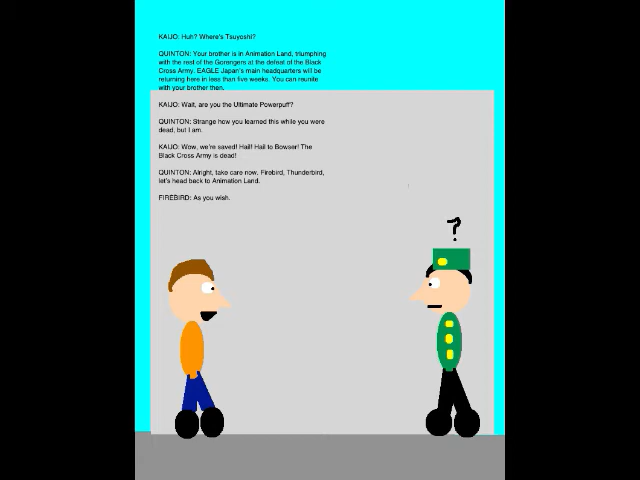 KAIJO: Huh? Where's Tsuyoshi?
QUINTON: Your brother is in Animation Land, triumphing
with the rest of the Gorengers at the defeat of the Black
Cross Army. EAGLE Japan's main headquarters will be
returning here in less than five weeks. You can reunite
with your brother then.
KAIJO: Wait, are you the Ultimate Powerpuff?
QUINTON: Strange how you learned this while you were
dead, but I am.
KAIJO: Wow, we're saved! Hail! Hail to Bowser! The
Black Cross Army is dead!
QUINTON: Alright, take care now. Firebird, Thunderbird,
let's head back to Animation Land.
FIREBIRD: As you wish.
?